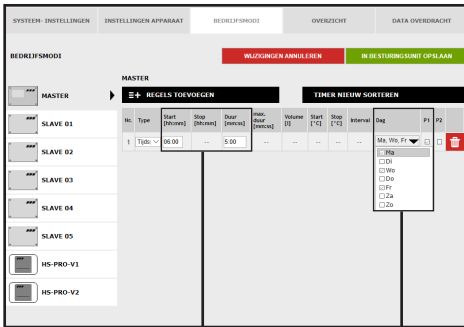 SYSTEEM- INSTELLINGEN INSTELLINGEN APPARAAT BEDRIJFSMODI OVERZICHT DATA OVERDRACHT
BEDRIJFSMODI WIJZIGINGEN ANNULEREN IN BESTURINGSUNIT OPSLAAN
MASTER
MASTER REGELS TOEVOEGEN TIMER NIEUW SORTEREN
SLAVE 01
SLAVE 02
SLAVE 03
SLAVE 04
SLAVE 05
HS-PRO-V1
HS-PRO-V2
Nr. Type Start [hh:mm] Stop [hh:mm] Duur [mm:ss] max. duur [mm:ss] Volume [l] Start [°C] Stop [°C] Interval Dag P1 P2
1 Tijds 06:00 -- 5:00 -- -- -- -- -- Ma, Wo, Fr
Ma
Di
Wo
Do
Fr
Za
Zo